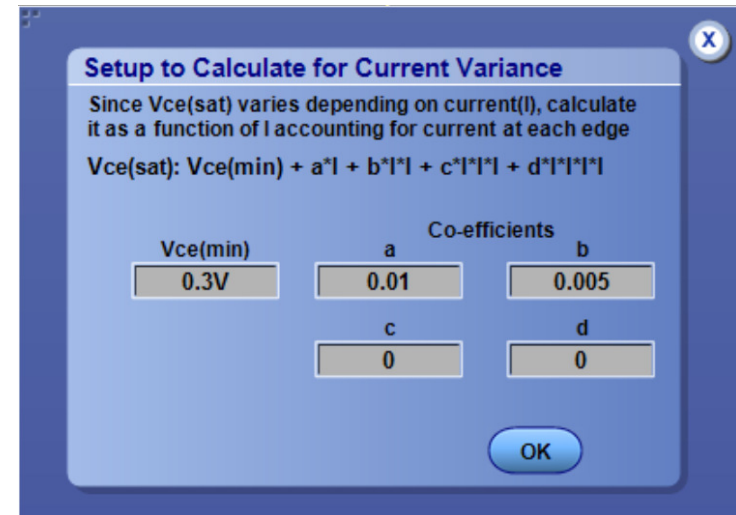 X
Setup to Calculate for Current Variance
Since Vce(sat) varies depending on current(I), calculate
it as a function of I accounting for current at each edge
Vce(sat): Vce(min) + a*I + b*I*I + c*I*I*I + d*I*I*I*I
Co-efficients
Vce(min) a b
0.3V 0.01 0.005
c d
0 0
OK